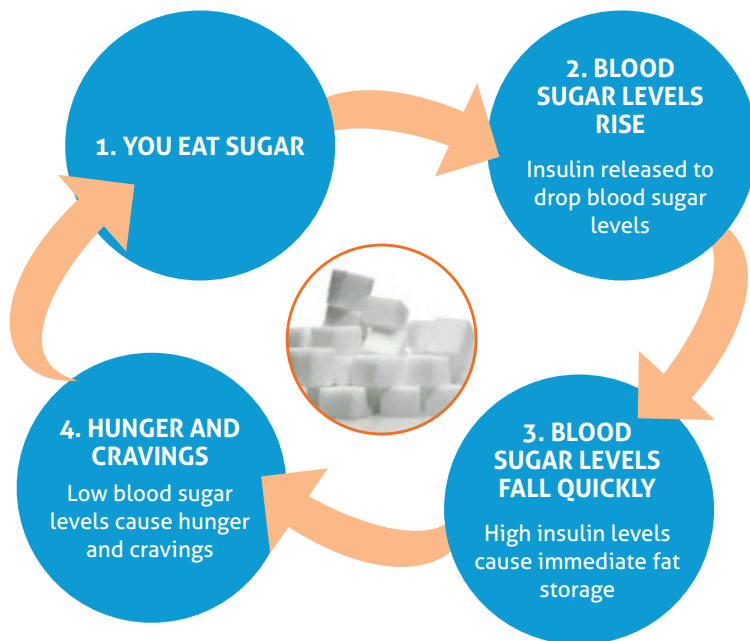 1. YOU EAT SUGAR
2. BLOOD
SUGAR LEVELS
RISE
Insulin released to
drop blood sugar
levels
3. BLOOD
SUGAR LEVELS
FALL QUICKLY
High insulin levels
cause immediate fat
storage
4. HUNGER AND
CRAVINGS
Low blood sugar
levels cause hunger
and cravings